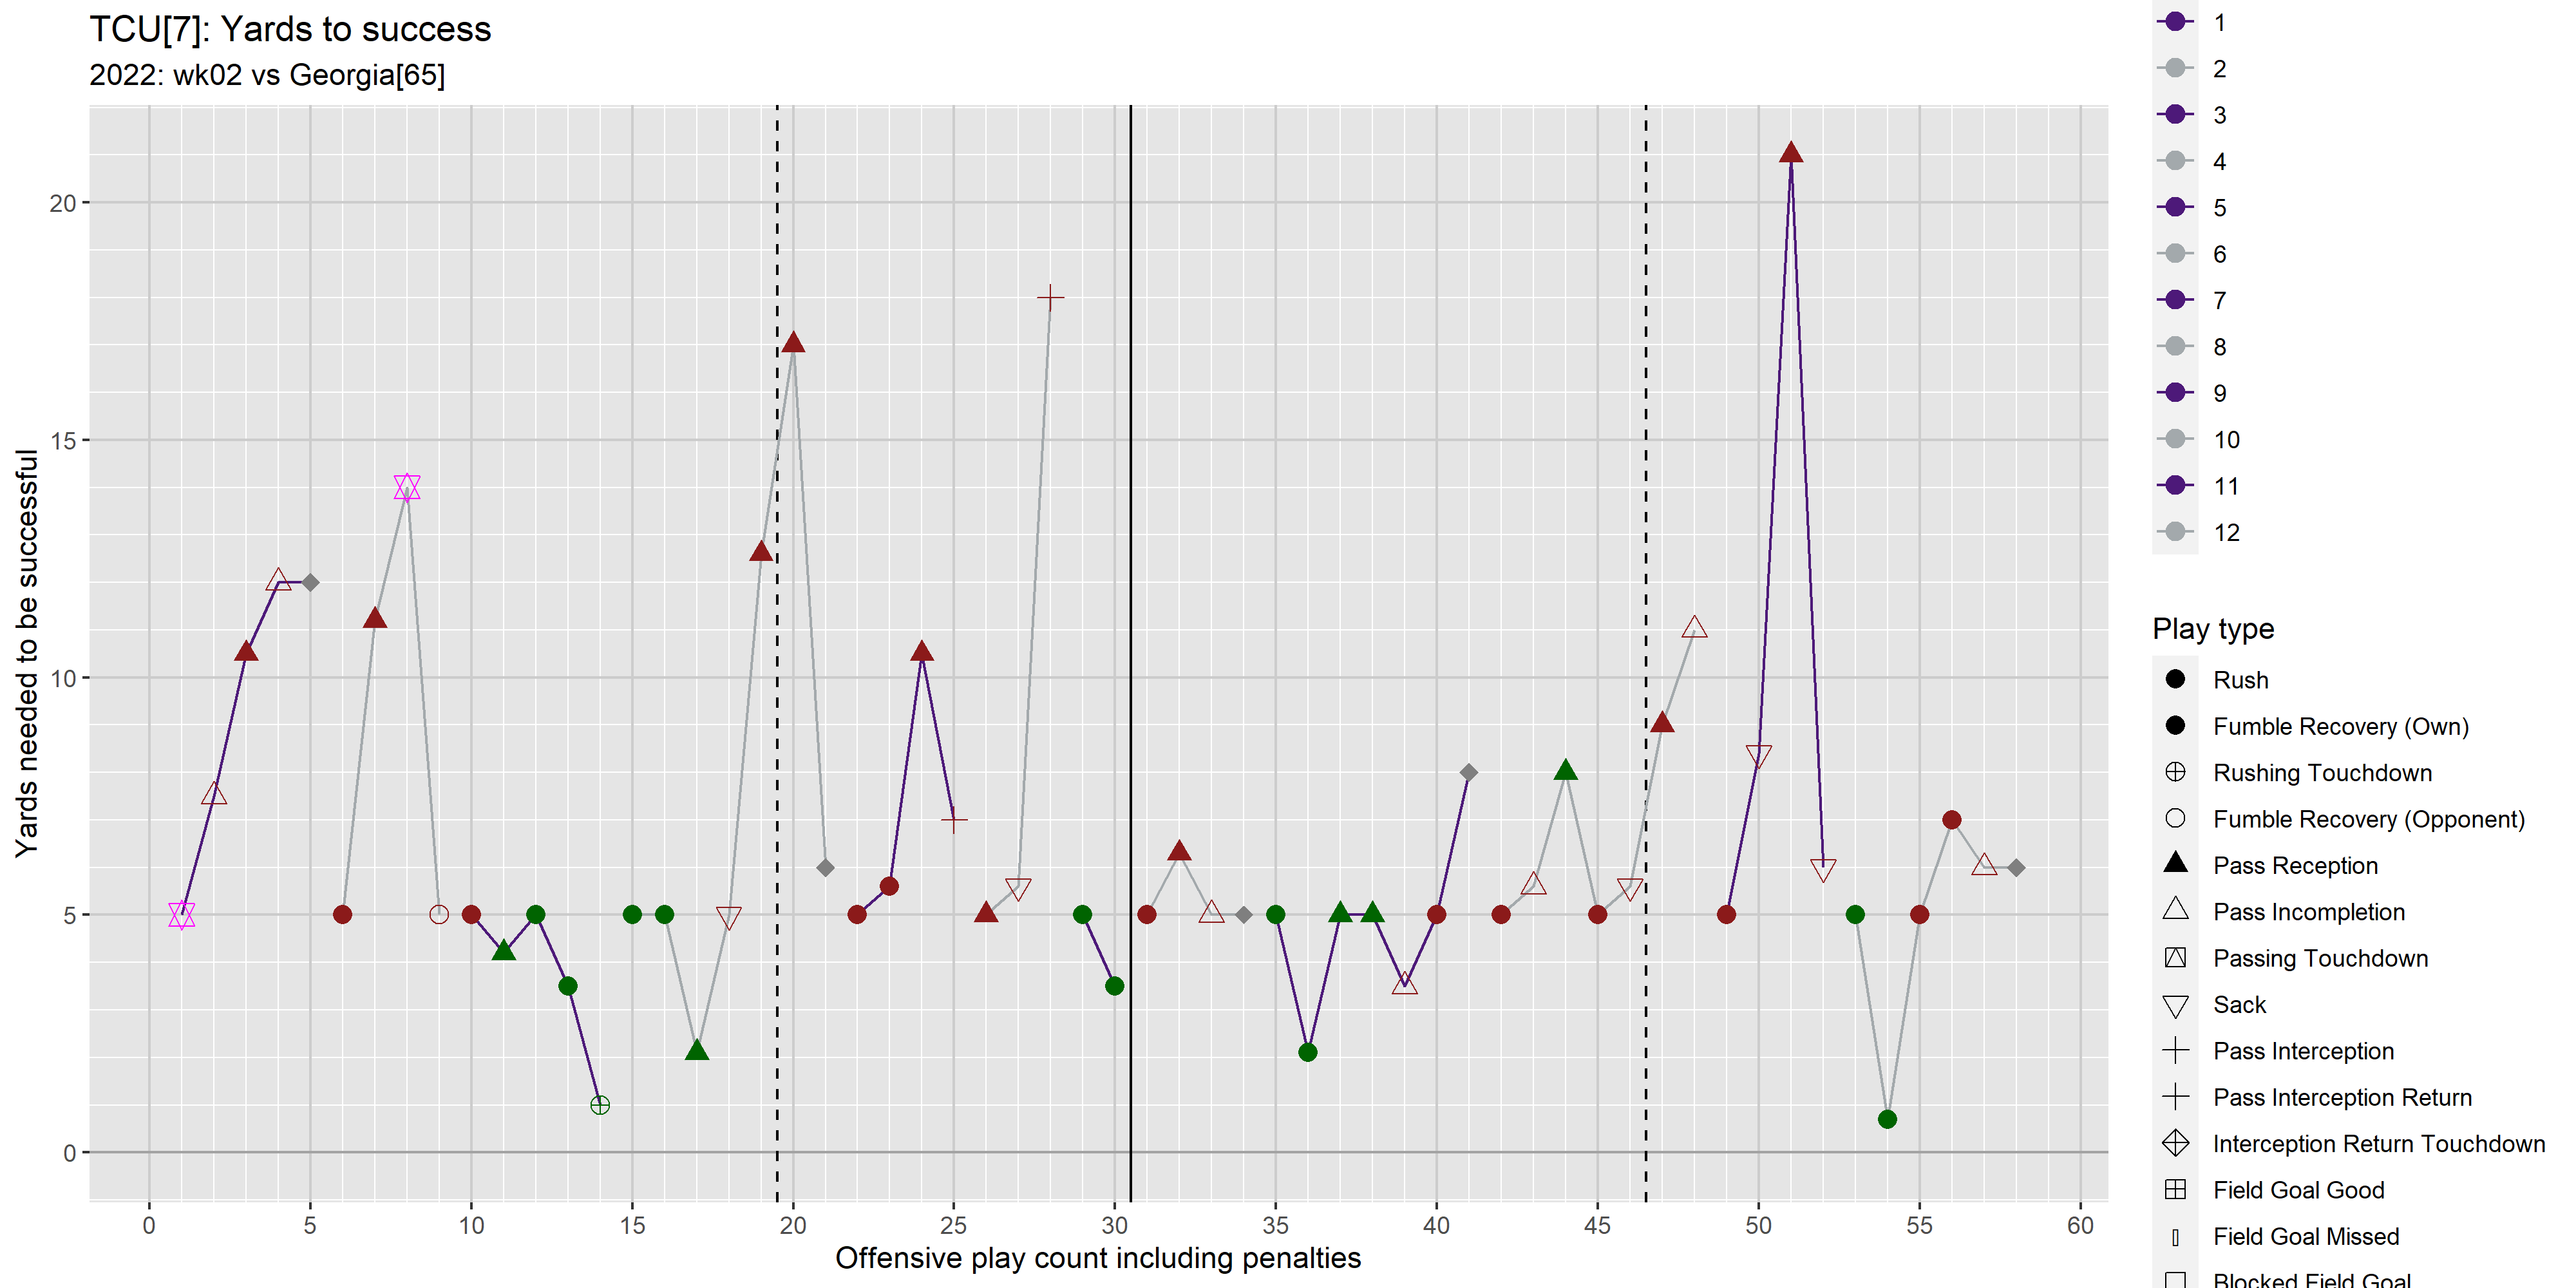 TCU[7]: Yards to success
2022: wk02 vs Georgia[65]
Yards needed to be successful
20
15
10
5
0
0 5 10 15 20 25 30 35 40 45 50 55 60
Offensive play count including penalties
1
2
3
4
5
6
7
8
9
10
11
12
Play type
Rush
Fumble Recovery (Own)
Rushing Touchdown
Fumble Recovery (Opponent)
Pass Reception
Pass Incompletion
Passing Touchdown
Sack
Pass Interception
Pass Interception Return
Interception Return Touchdown
Field Goal Good
Field Goal Missed
Blocked Field Goal